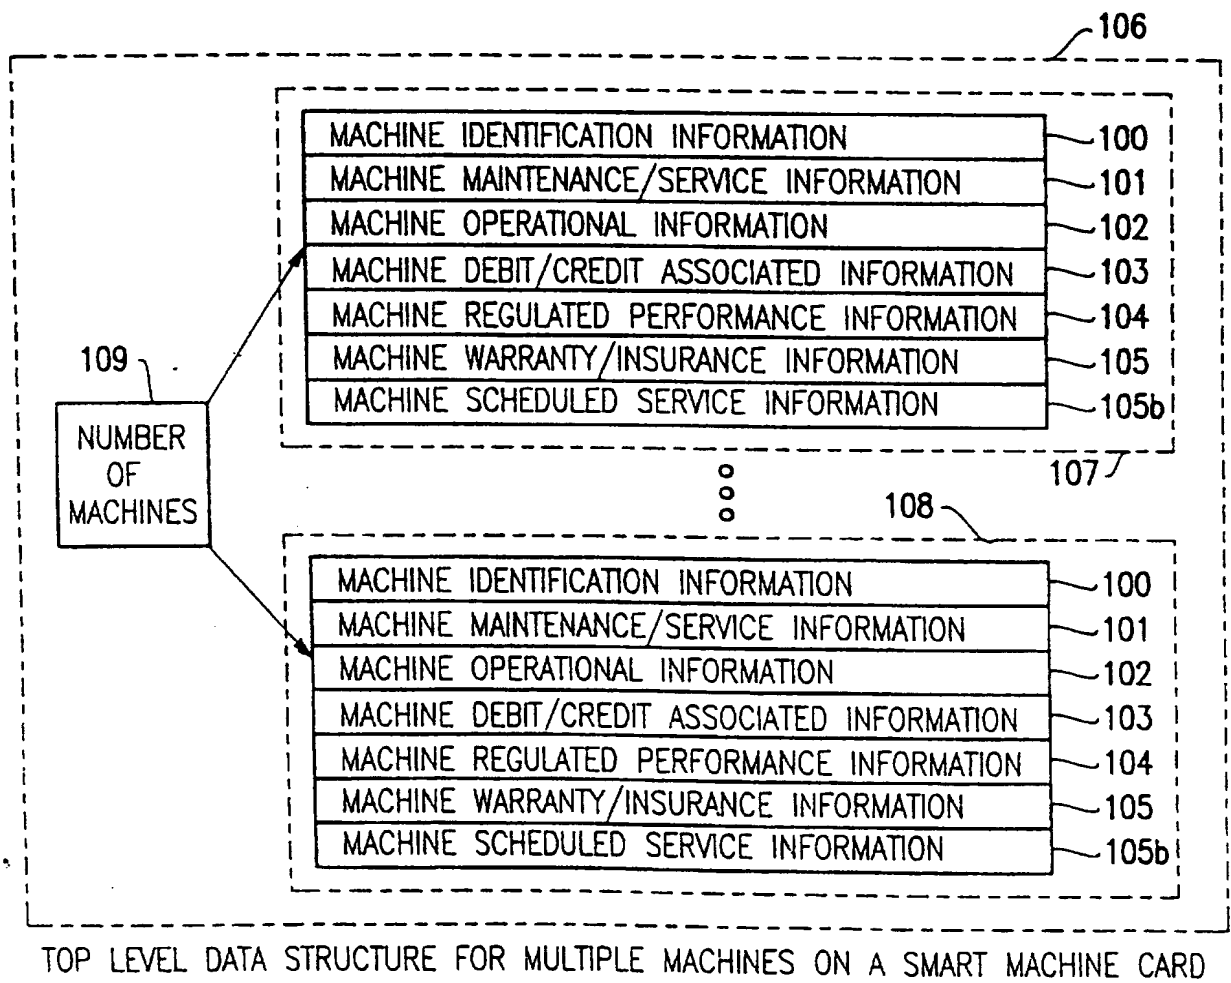 106
MACHINE IDENTIFICATION INFORMATION 100
MACHINE MAINTENANCE/SERVICE INFORMATION 101
MACHINE OPERATIONAL INFORMATION 102
MACHINE DEBIT/CREDIT ASSOCIATED INFORMATION 103
MACHINE REGULATED PERFORMANCE INFORMATION 104
MACHINE WARRANTY/INSURANCE INFORMATION 105
MACHINE SCHEDULED SERVICE INFORMATION 105b
107
109
NUMBER
OF
MACHINES
108
MACHINE IDENTIFICATION INFORMATION 100
MACHINE MAINTENANCE/SERVICE INFORMATION 101
MACHINE OPERATIONAL INFORMATION 102
MACHINE DEBIT/CREDIT ASSOCIATED INFORMATION 103
MACHINE REGULATED PERFORMANCE INFORMATION 104
MACHINE WARRANTY/INSURANCE INFORMATION 105
MACHINE SCHEDULED SERVICE INFORMATION 105b
TOP LEVEL DATA STRUCTURE FOR MULTIPLE MACHINES ON A SMART MACHINE CARD